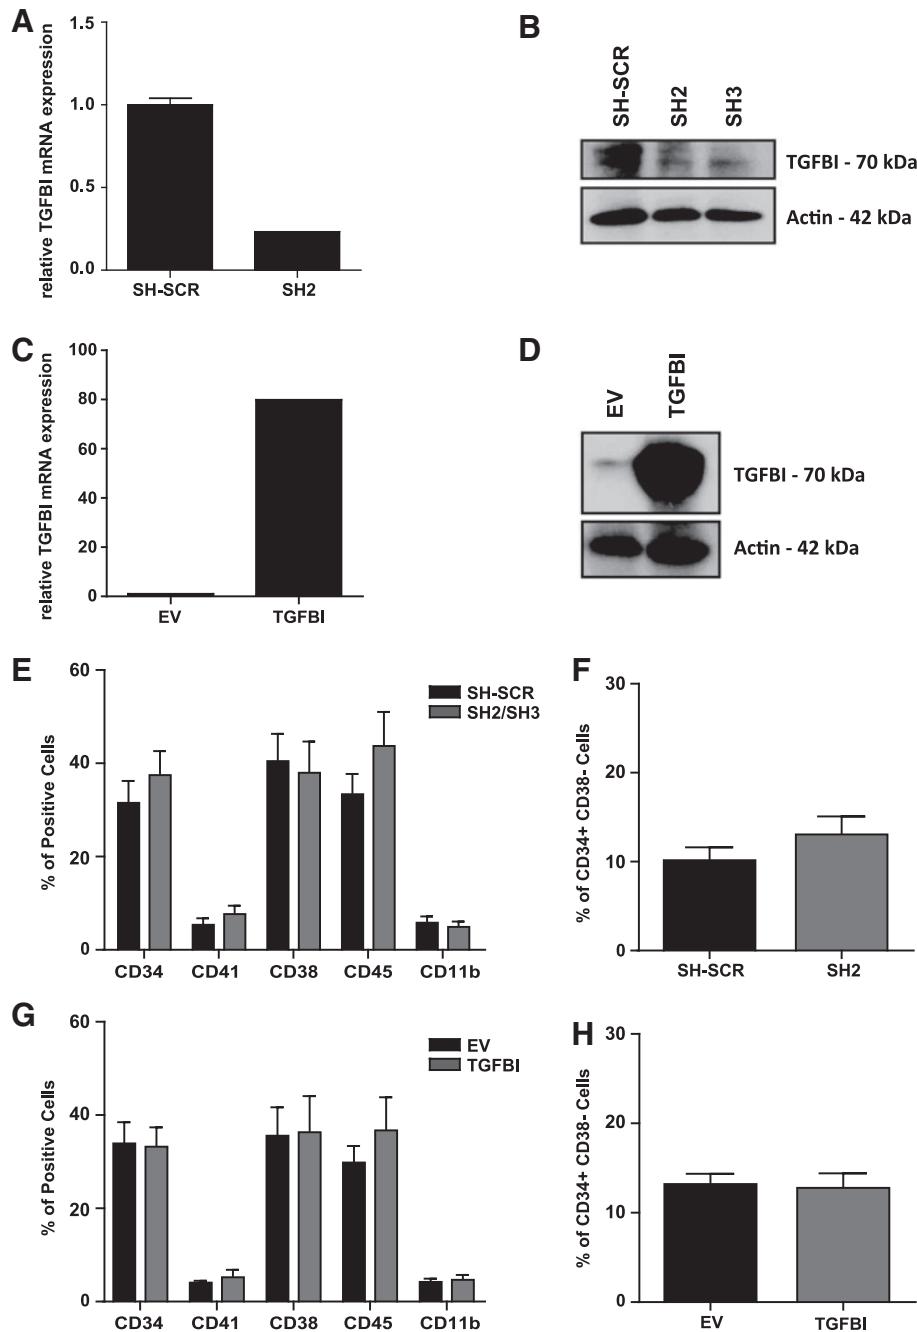 A
relative TGFBI mRNA expression
1.5
1.0
0.5
0.0
SH-SCR
SH2
B
SH-SCR
SH2
SH3
TGFBI - 70 kDa
Actin - 42 kDa
C
relative TGFBI mRNA expression
100
80
60
40
20
0
EV
TGFBI
D
EV
TGFBI
TGFBI - 70 kDa
Actin - 42 kDa
E
% of Positive Cells
60
40
20
0
SH-SCR
SH2/SH3
CD34
CD41
CD38
CD45
CD11b
F
% of CD34+ CD38- Cells
30
20
10
0
SH-SCR
SH2
G
% of Positive Cells
60
40
20
0
EV
TGFBI
CD34
CD41
CD38
CD45
CD11b
H
% of CD34+ CD38- Cells
30
20
10
0
EV
TGFBI